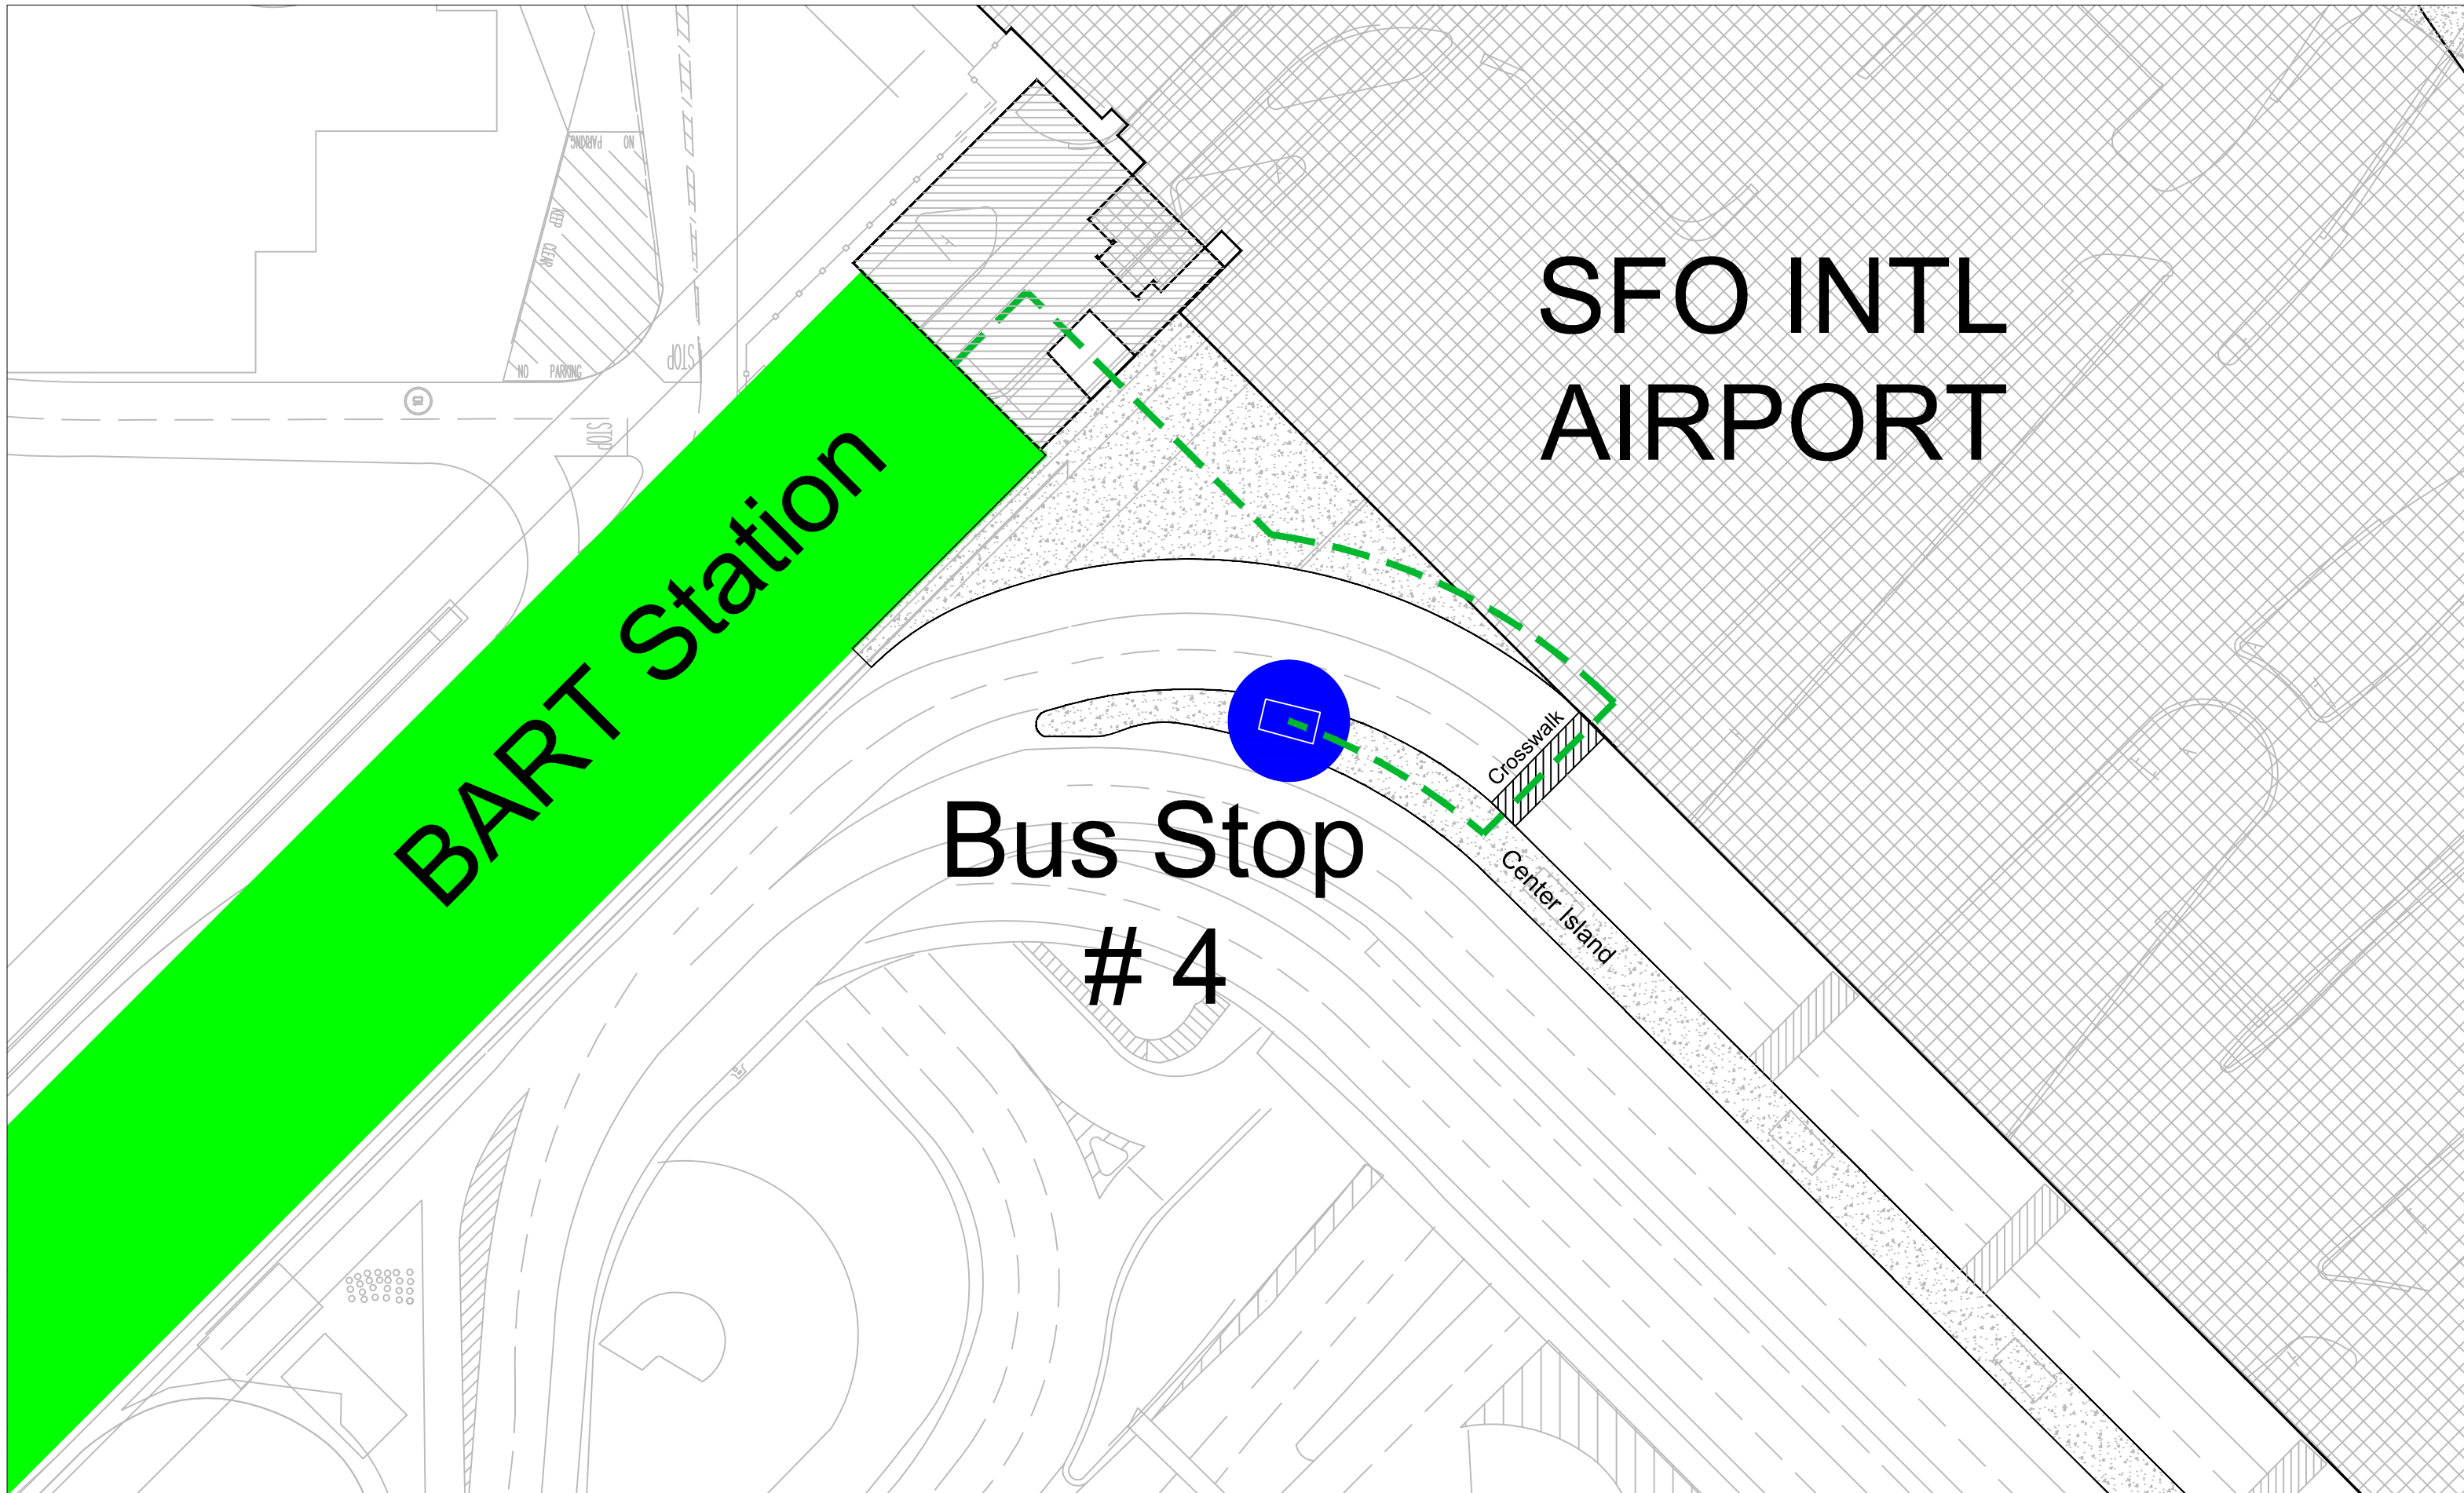 NO
PARKING
KEEP
CLEAR
STOP
NO PARKING
STOP
SFO INTL
AIRPORT
BART Station
Crosswalk
Bus Stop
# 4
Center Island